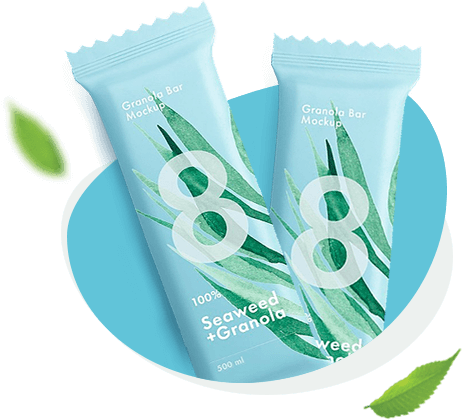 Granola Bar
Mockup
8
100%
Seaweed
+Granola
500 ml
Granola Bar
Mockup
8
weed